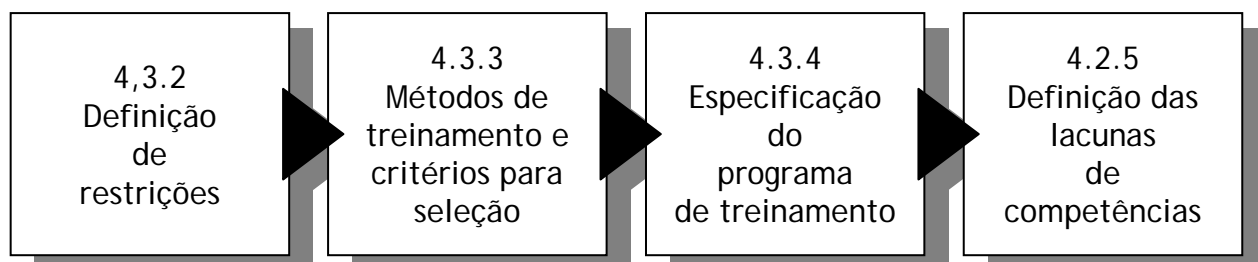 4,3.2
Definição
de
restrições
4.3.3
Métodos de
treinamento e
critérios para
seleção
4.3.4
Especificação
do
programa
de treinamento
4.2.5
Definição das
lacunas
de
competências